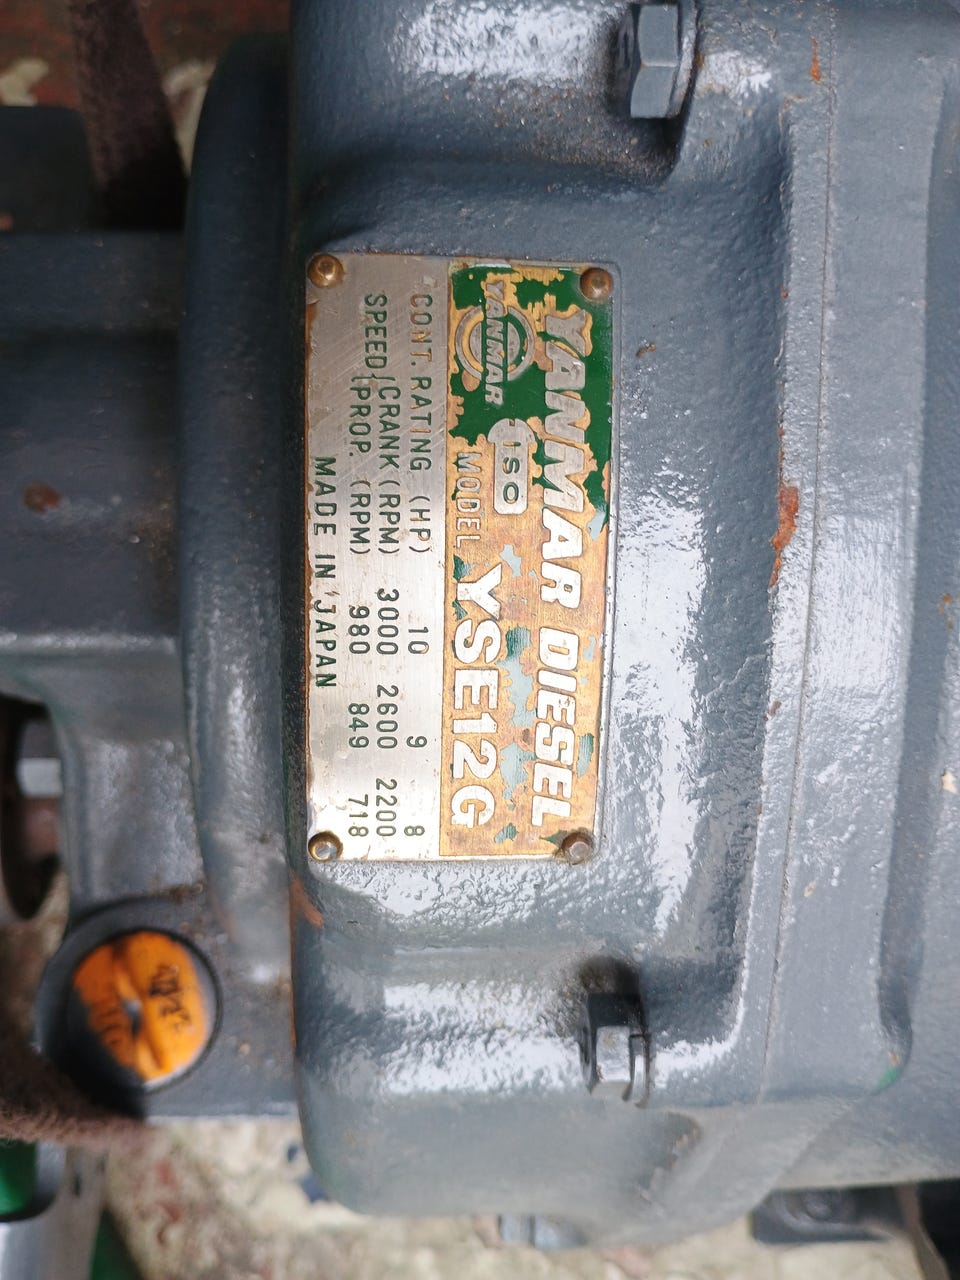 YANMAR DIESEL
YANMAR
ISO
MODEL YSE12G
CONT. RATING (HP) 10 9 8
SPEED { CRANK (RPM) 3000 2600 2200
PROP. (RPM) 980 849 718
MADE IN JAPAN